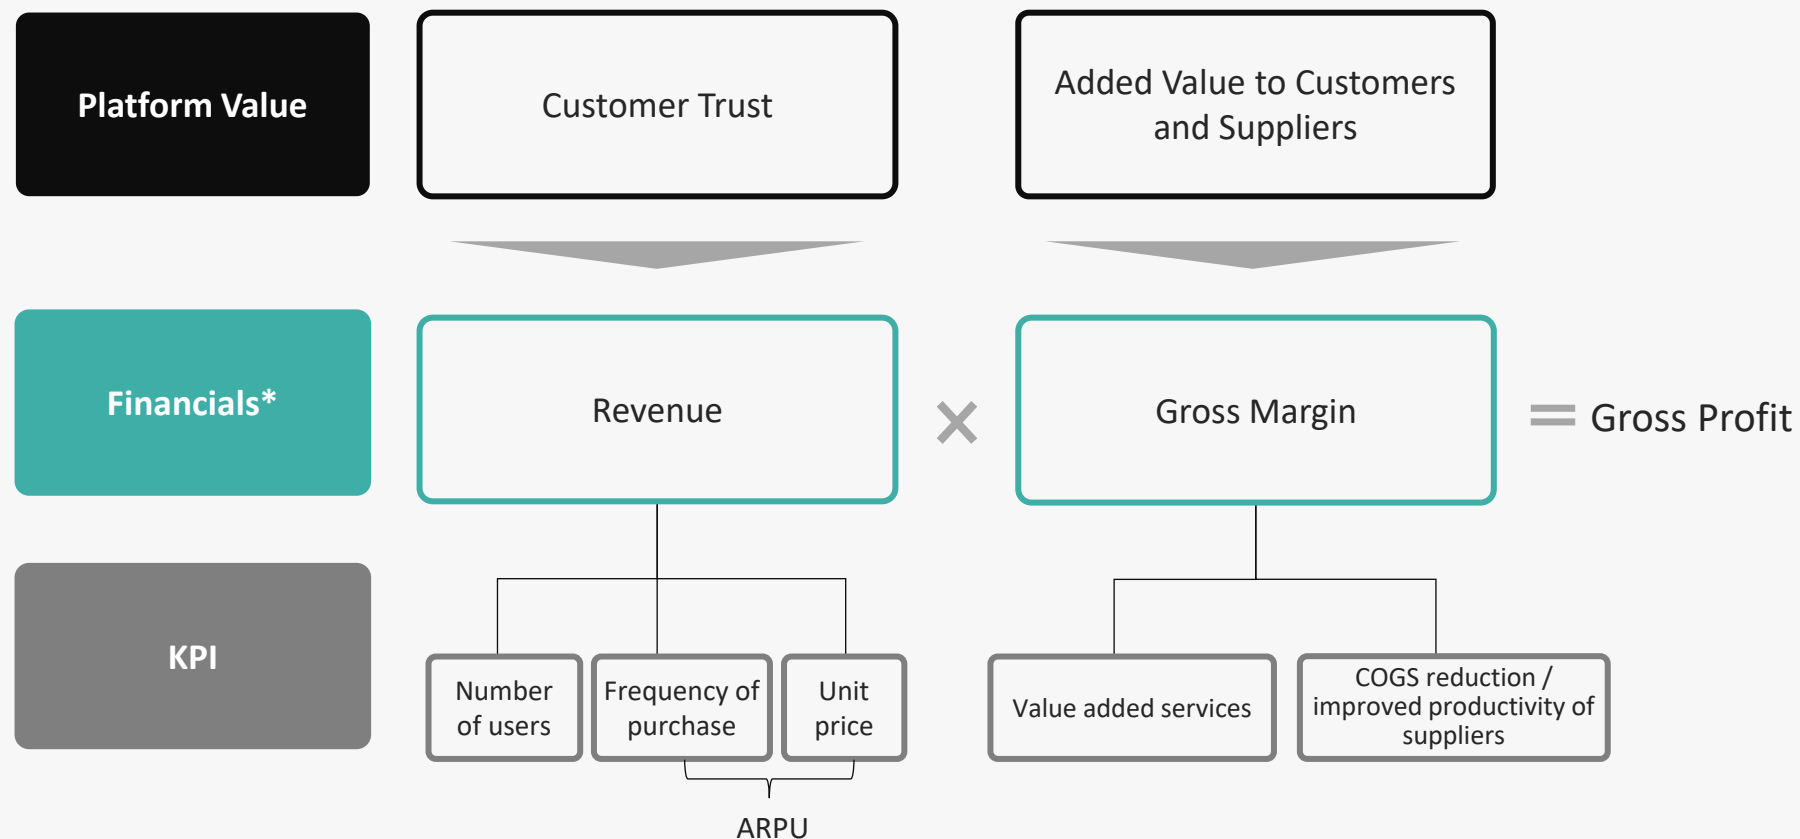 Platform Value
Customer Trust
Added Value to Customers
and Suppliers
Financials*
Revenue
×
Gross Margin
= Gross Profit
KPI
Number
of users
Frequency of
purchase
Unit
price
Value added services
COGS reduction /
improved productivity of
suppliers
ARPU